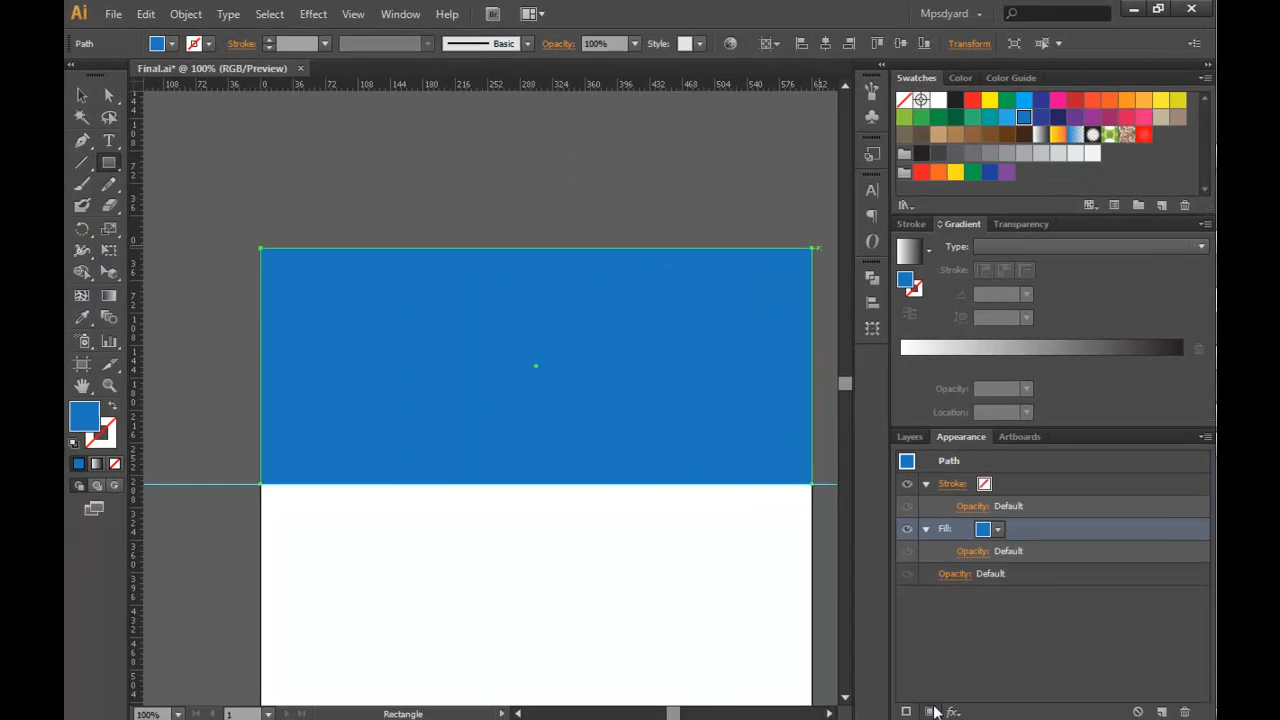 Ai File Edit Object Type Select Effect View Window Help Br Mpsdyard
Path Stroke: Basic Opacity: 100% Style: Transform
Final.ai* @ 100% (RGB/Preview) ×
108 72 36 0 36 72 108 144 180 216 252 288 324 360 396 432 468 504 540 576 612
Swatches Color Color Guide
Stroke Gradient Transparency
Type:
Stroke:
Opacity:
Location:
Layers Appearance Artboards
Path
Stroke:
Opacity: Default
Fill:
Opacity: Default
Opacity: Default
fx
100% 1 Rectangle